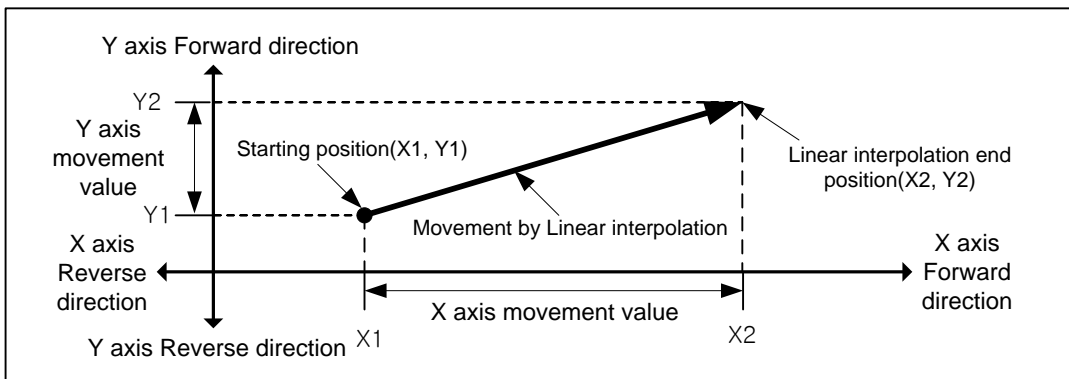 Y axis Forward direction
Y2
Y axis
movement
value
Starting position(X1, Y1)
Linear interpolation end
position(X2, Y2)
Y1
Movement by Linear interpolation
X axis
Reverse
direction
X axis
Forward
direction
X axis movement value
Y axis Reverse direction
X1
X2